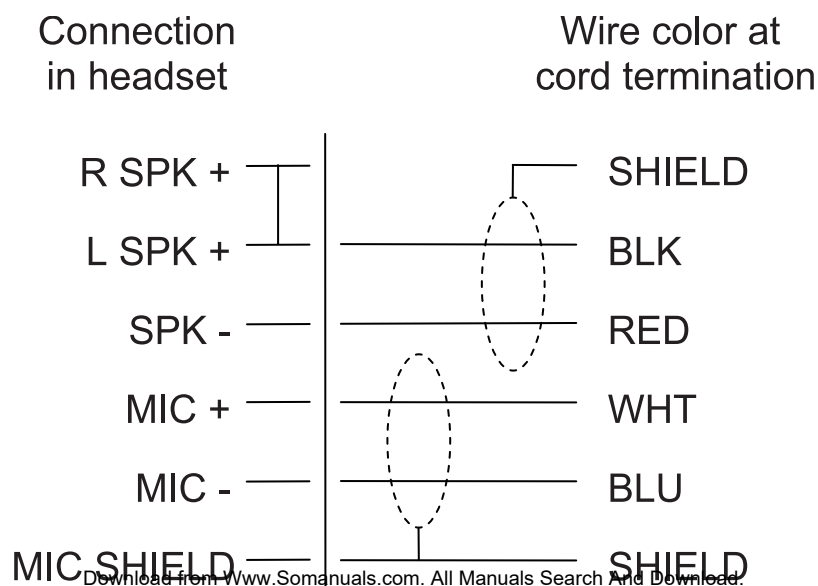 Connection
in headset
Wire color at
cord termination
R SPK + SHIELD
L SPK + BLK
SPK - RED
MIC + WHT
MIC - BLU
MIC SHIELD SHIELD
Download from Www.Somanuals.com. All Manuals Search And Download.